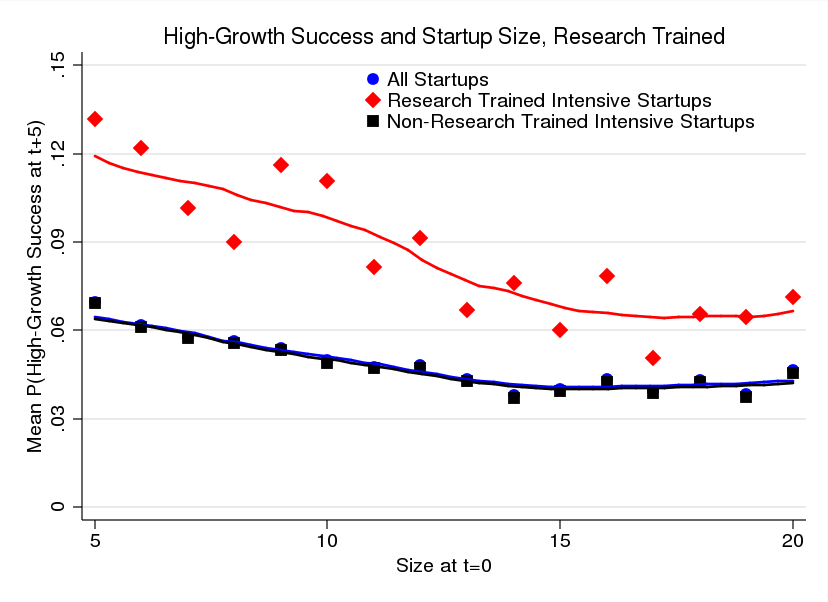 High-Growth Success and Startup Size, Research Trained
All Startups
Research Trained Intensive Startups
Non-Research Trained Intensive Startups
Mean P(High-Growth Success at t+5)
.15
.12
.09
.06
.03
0
5
10
15
20
Size at t=0